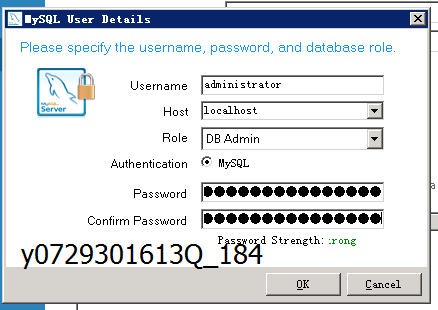 MySQL User Details
Please specify the username, password, and database role.
MySQL
Server
Username administrator
Host localhost
Role DB Admin
Authentication MySQL
Password ●●●●●●●●●●●●●●●
Confirm Password ●●●●●●●●●●●●●●●
Password Strength: :rong
y0729301613Q_184
OK Cancel